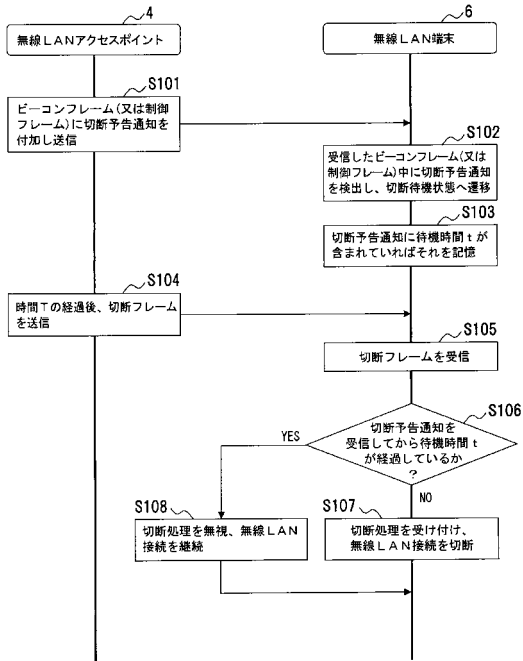 4
6
無線LANアクセスポイント
無線LAN端末
S101
ビーコンフレーム(又は制御
フレーム)に切断予告通知を
付加し送信
S102
受信したビーコンフレーム(又は
制御フレーム)中に切断予告通知
を検出し、切断待機状態へ遷移
S103
切断予告通知に待機時間tが
含まれていればそれを記憶
S104
時間Tの経過後、切断フレーム
を送信
S105
切断フレームを受信
S106
切断予告通知を
受信してから待機時間t
が経過しているか
?
YES
NO
S108
切断処理を無視、無線LAN
接続を継続
S107
切断処理を受け付け、
無線LAN接続を切断